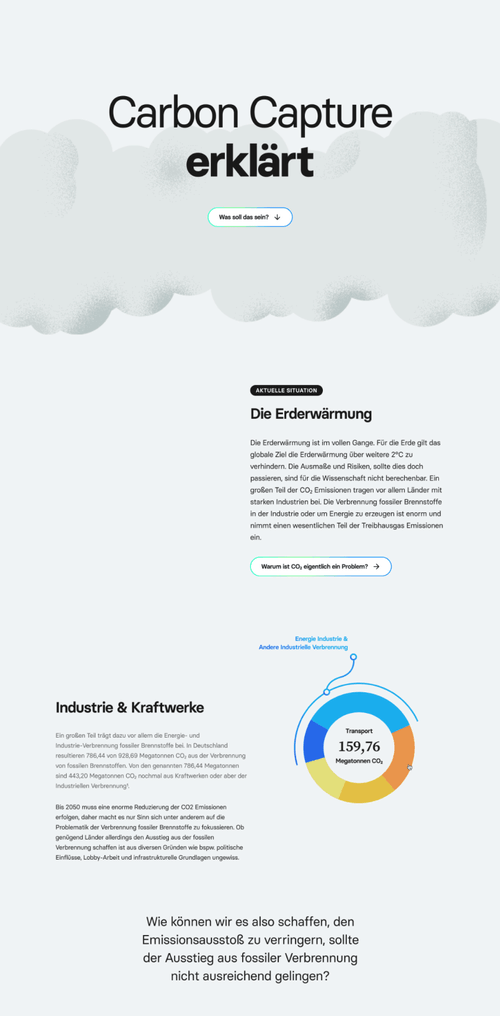 Carbon Capture
erklärt
Was soll das sein?
AKTUELLE SITUATION
Die Erderwärmung
Die Erderwärmung ist im vollen Gange. Für die Erde gilt das
globale Ziel die Erderwärmung über weitere 2°C zu
verhindern. Die Ausmaße und Risiken, sollte dies doch
passieren, sind für die Wissenschaft nicht berechenbar. Ein
großen Teil der CO₂ Emissionen tragen vor allem Länder mit
starken Industrien bei. Die Verbrennung fossiler Brennstoffe
in der Industrie oder um Energie zu erzeugen ist enorm und
nimmt einen wesentlichen Teil der Treibhausgas Emissionen
ein.
Warum ist CO₂ eigentlich ein Problem?
Energie Industrie &
Andere Industrielle Verbrennung
Industrie & Kraftwerke
Ein großen Teil trägt dazu vor allem die Energie- und
Industrie-Verbrennung fossiler Brennstoffe bei. In Deutschland
resultieren 786,44 von 928,69 Megatonnen CO₂ aus der Verbrennung
von fossilen Brennstoffen. Von den genannten 786,44 Megatonnen
sind 443,20 Megatonnen CO₂ nochmal aus Kraftwerken oder aber der
Industriellen Verbrennung¹.
Bis 2050 muss eine enorme Reduzierung der CO2 Emissionen
erfolgen, daher macht es nur Sinn sich unter anderem auf die
Problematik der Verbrennung fossiler Brennstoffe zu fokussieren. Ob
genügend Länder allerdings den Ausstieg aus der fossilen
Verbrennung schaffen ist aus diversen Gründen wie bspw. politische
Einflüsse, Lobby-Arbeit und infrastrukturelle Grundlagen ungewiss.
Transport
159,76
Megatonnen CO₂
Wie können wir es also schaffen, den
Emissionsausstoß zu verringern, sollte
der Ausstieg aus fossiler Verbrennung
nicht ausreichend gelingen?